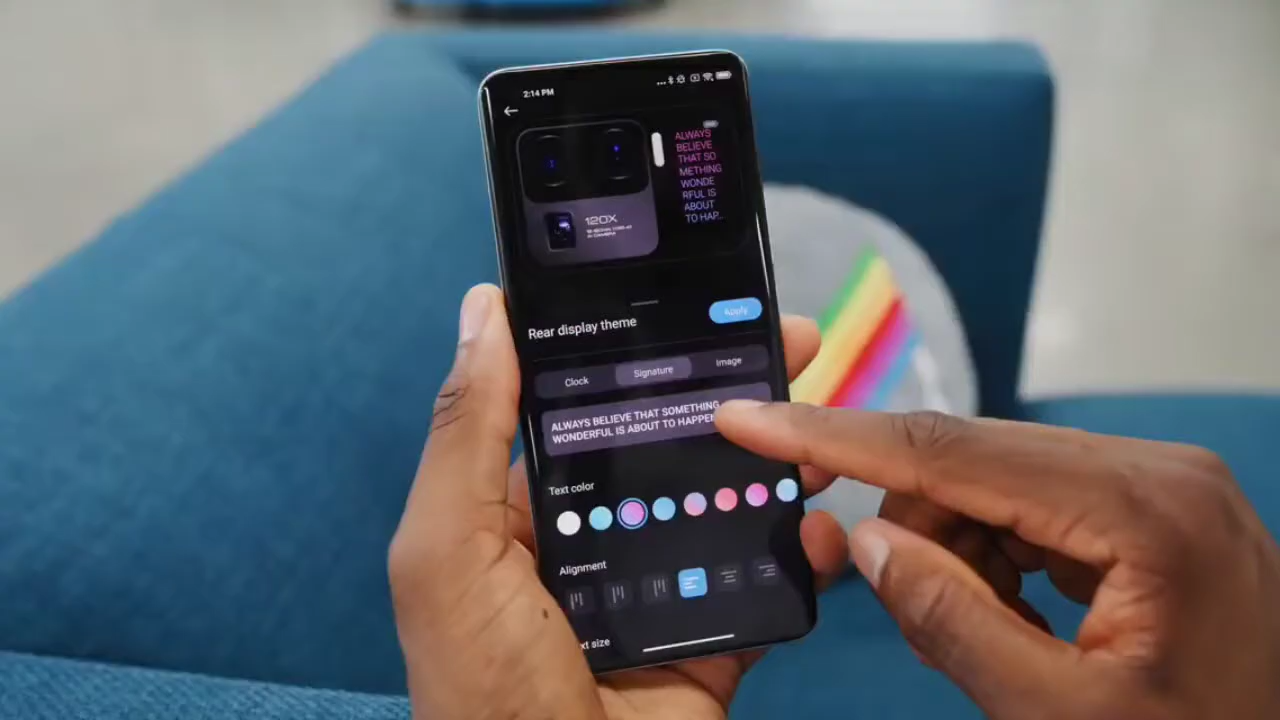 2:14 PM
ALWAYS
BELIEVE
THAT SO
METHING
WONDE
RFUL IS
ABOUT
TO HAP...
120X
Rear display theme
Apply
Clock
Signature
Image
ALWAYS BELIEVE THAT SOMETHING
WONDERFUL IS ABOUT TO HAPPEN
Text color
Alignment
xt size